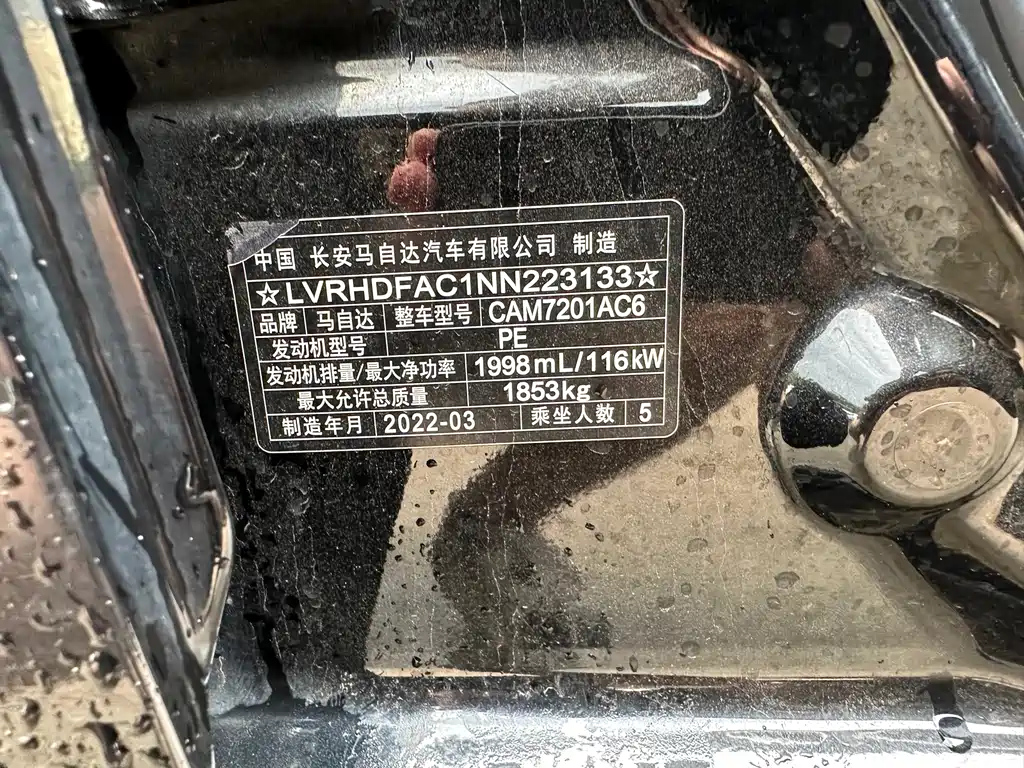 中国 长安马自达汽车有限公司 制造
☆LVRHDFAC1NN223133☆
品牌 马自达 整车型号 CAM7201AC6
发动机型号 PE
发动机排量/最大净功率 1998mL/116kW
最大允许总质量 1853kg
制造年月 2022-03 乘坐人数 5